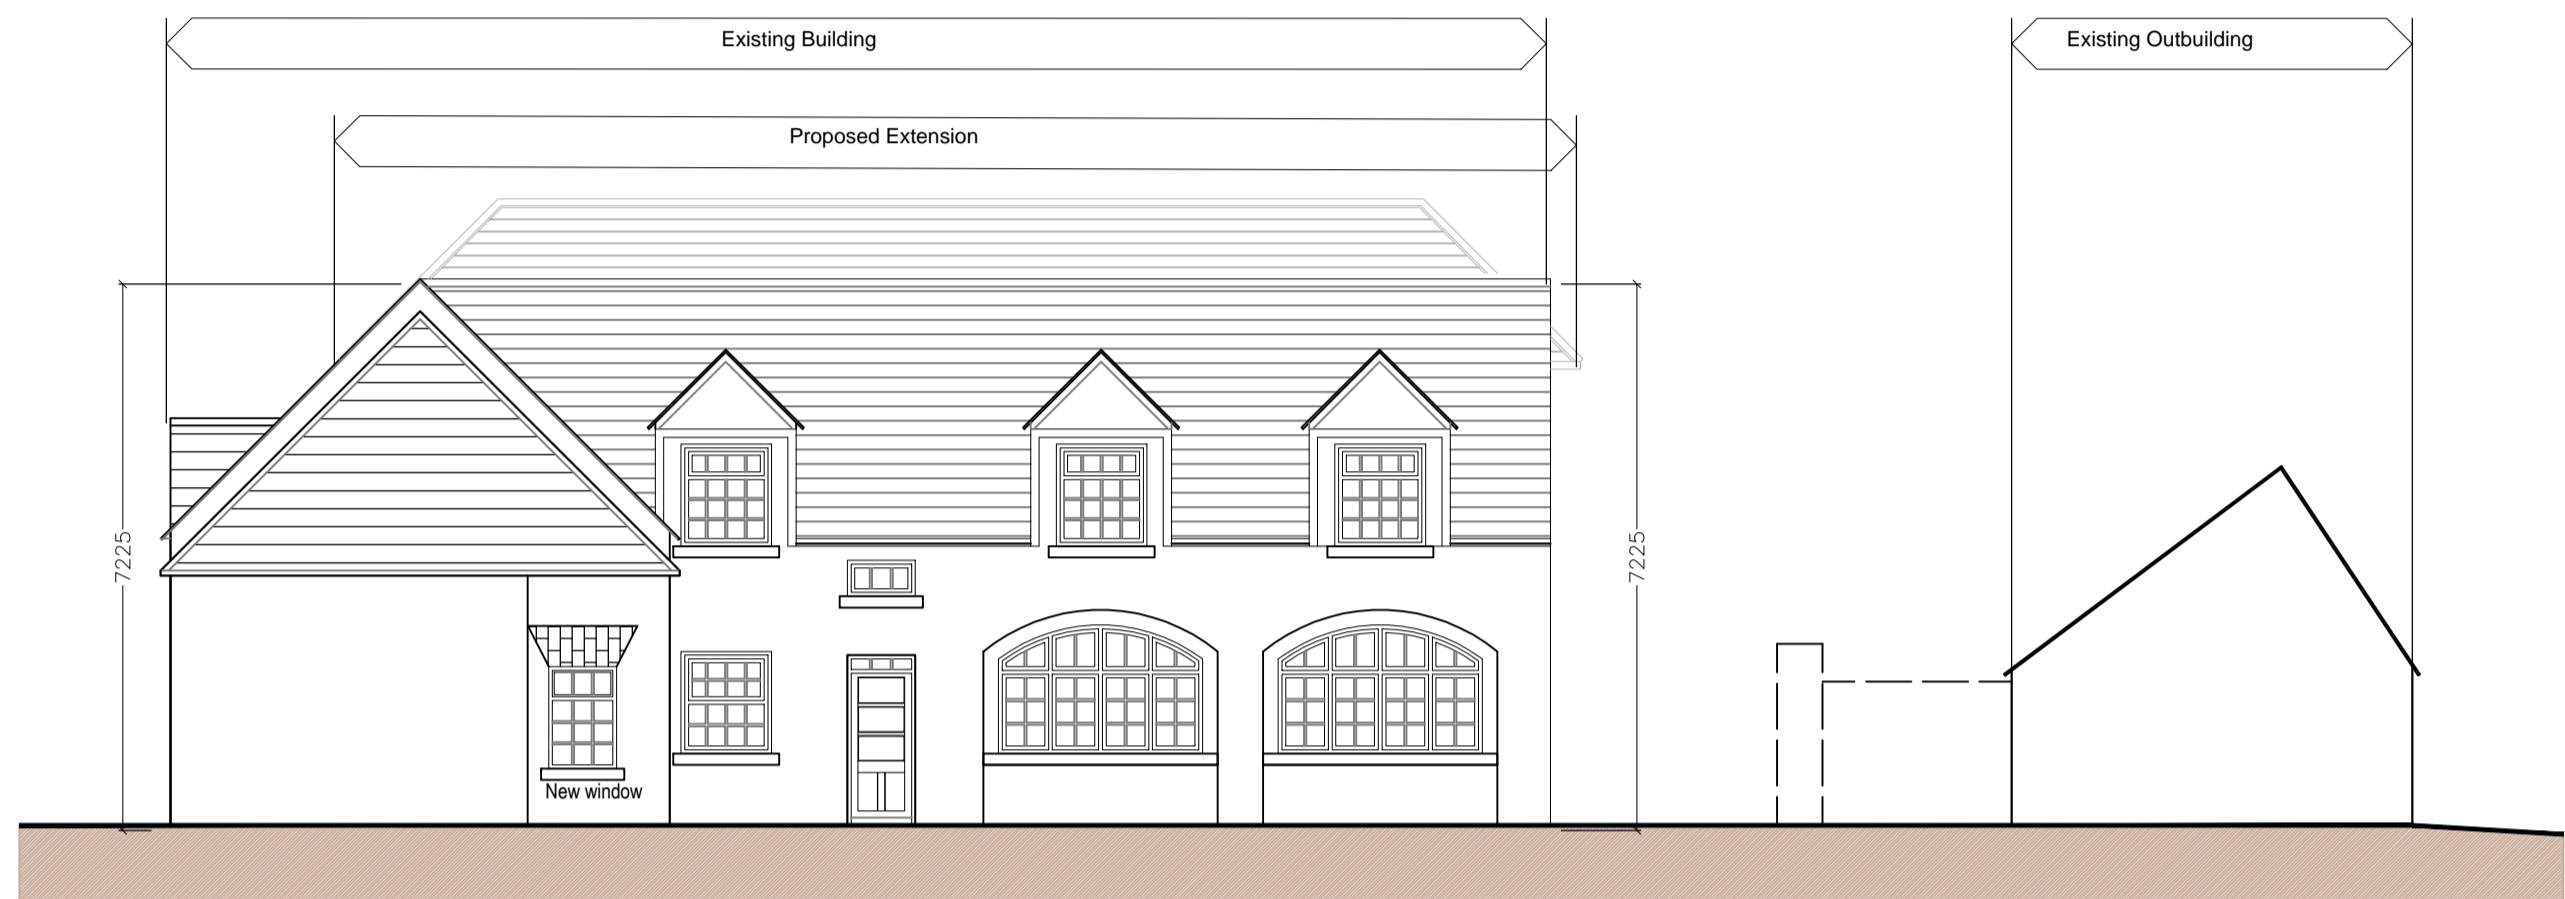 Existing Building
Existing Outbuilding
Proposed Extension
7225
7225
New window